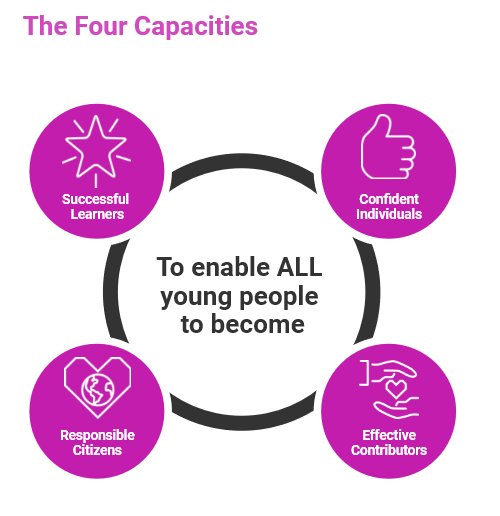 The Four Capacities
Successful
Learners
Confident
Individuals
To enable ALL
young people
to become
Responsible
Citizens
Effective
Contributors